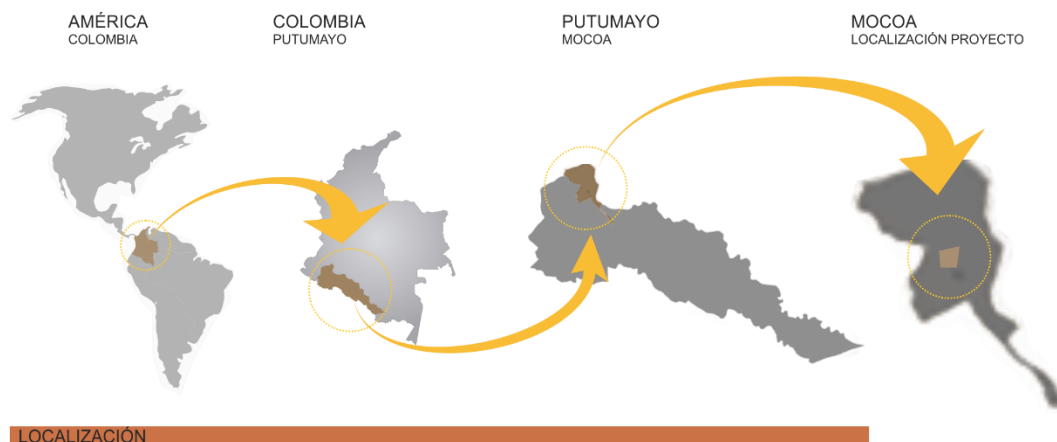 AMÉRICA
COLOMBIA
COLOMBIA
PUTUMAYO
PUTUMAYO
MOCOA
MOCOA
LOCALIZACIÓN PROYECTO
LOCALIZACIÓN